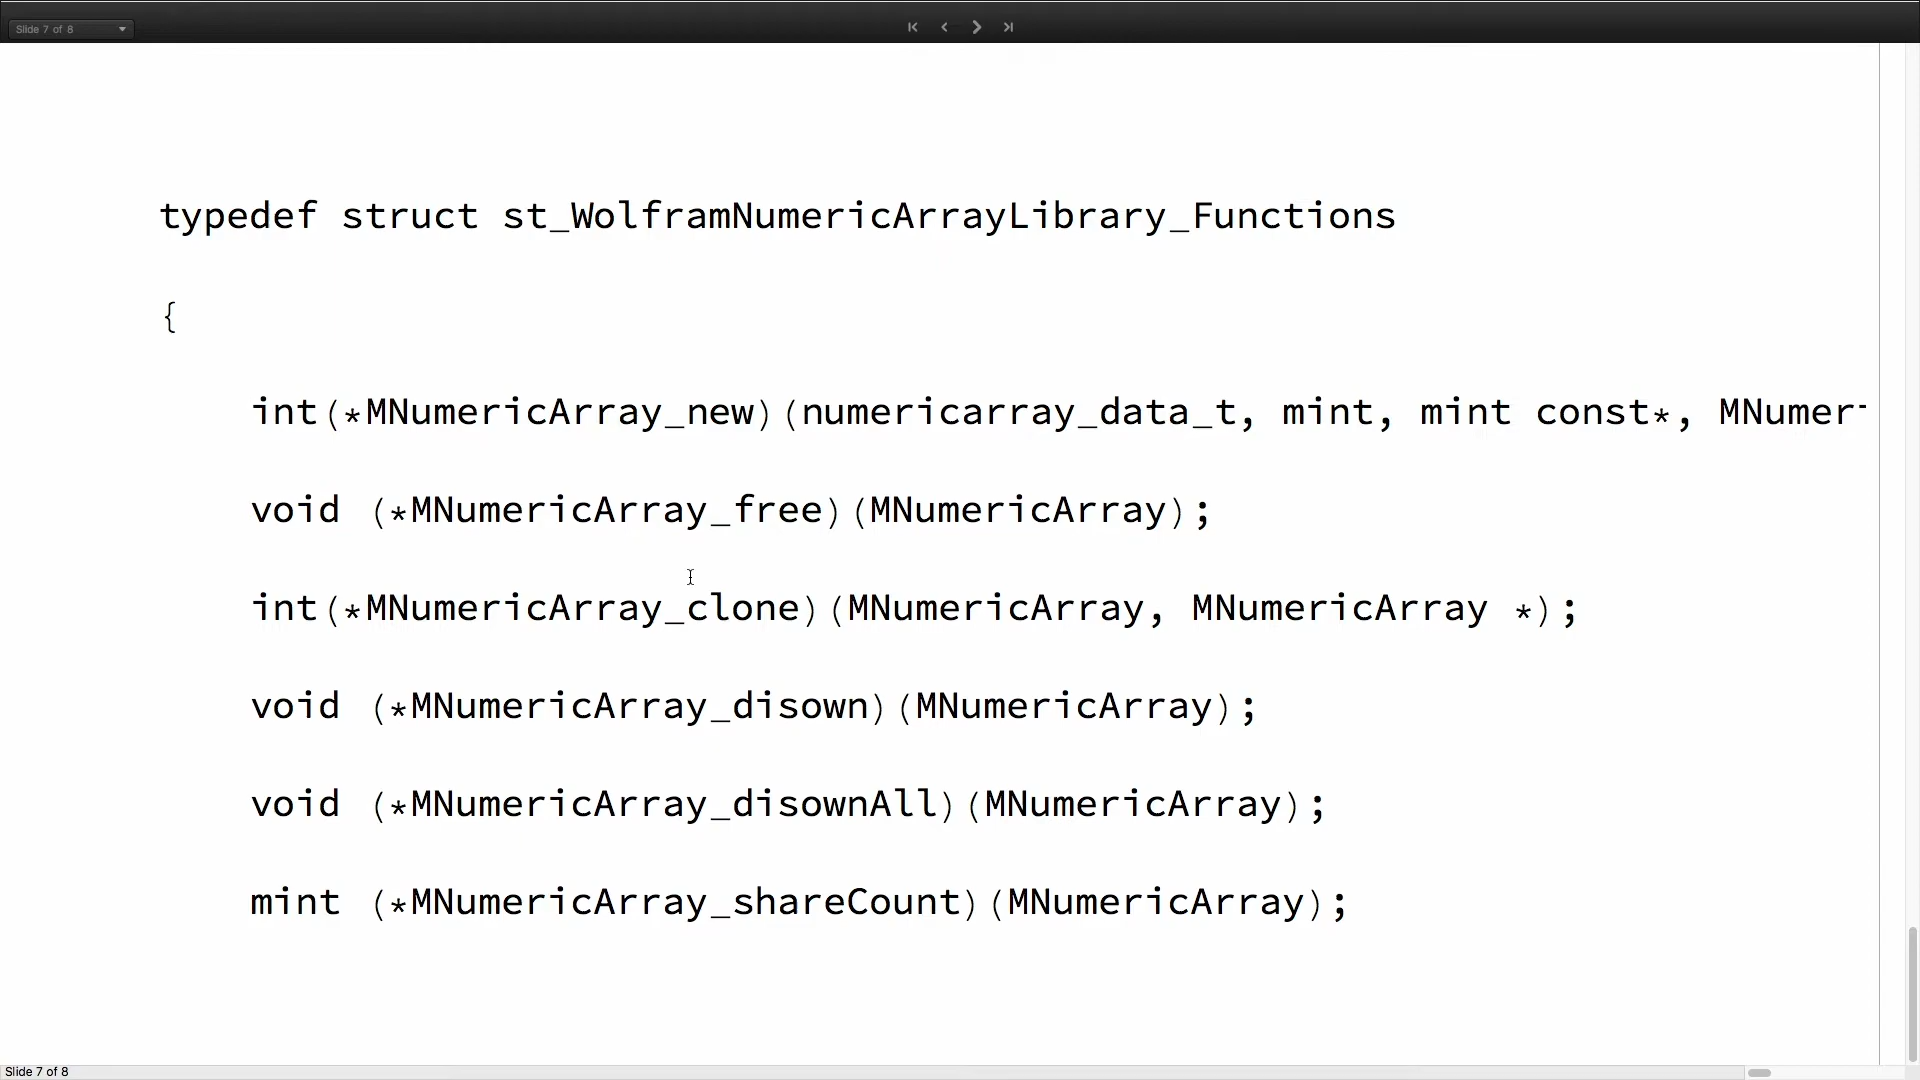 Slide 7 of 8
typedef struct st_WolframNumericArrayLibrary_Functions
{
int(*MNumericArray_new)(numericarray_data_t, mint, mint const*, MNumer
void (*MNumericArray_free)(MNumericArray);
int(*MNumericArray_clone)(MNumericArray, MNumericArray *);
void (*MNumericArray_disown)(MNumericArray);
void (*MNumericArray_disownAll)(MNumericArray);
mint (*MNumericArray_shareCount)(MNumericArray);
Slide 7 of 8